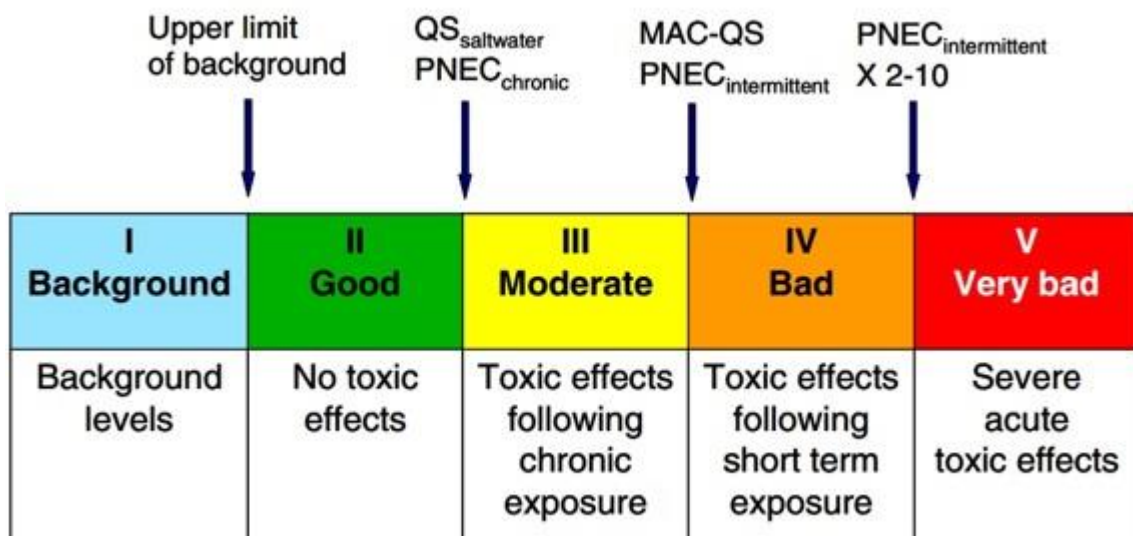 Upper limit
of background
QSsaltwater
PNECchronic
MAC-QS
PNECintermittent
PNECintermittent
X 2-10
I
Background
II
Good
III
Moderate
IV
Bad
V
Very bad
Background
levels
No toxic
effects
Toxic effects
following
chronic
exposure
Toxic effects
following
short term
exposure
Severe
acute
toxic effects